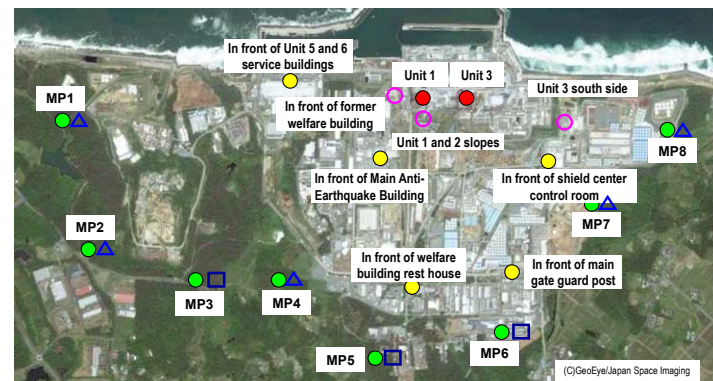 In front of Unit 5 and 6
service buildings
Unit 1
Unit 3
Unit 3 south side
MP1
In front of former
welfare building
Unit 1 and 2 slopes
MP8
In front of Main Anti-
Earthquake Building
In front of shield center
control room
MP7
MP2
In front of welfare
building rest house
In front of main
gate guard post
MP3
MP4
MP5
MP6
(C)GeoEye/Japan Space Imaging